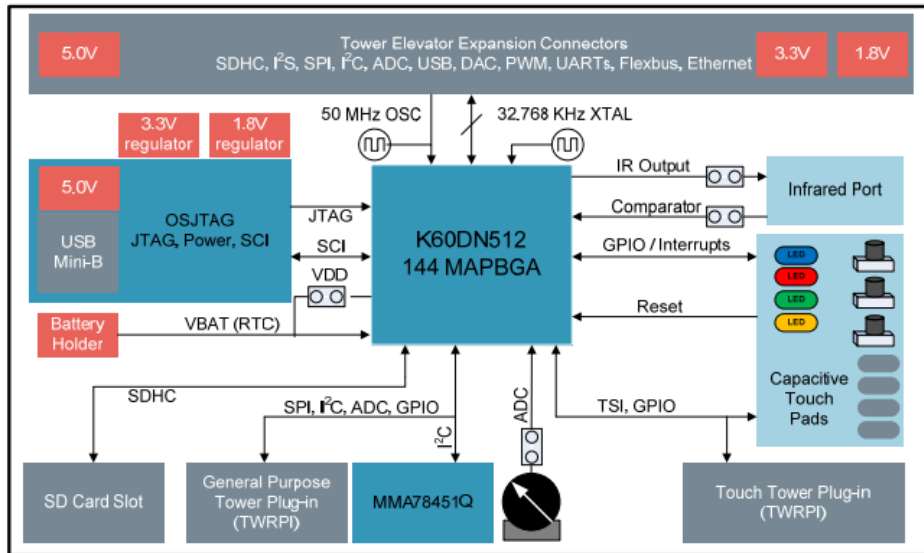 5.0V
Tower Elevator Expansion Connectors
SDHC, I²S, SPI, I²C, ADC, USB, DAC, PWM, UARTs, Flexbus, Ethernet
3.3V
1.8V
50 MHz OSC
32.768 KHz XTAL
3.3V
regulator
1.8V
regulator
5.0V
USB
Mini-B
OSJTAG
JTAG, Power, SCI
JTAG
SCI
VDD
K60DN512
144 MAPBGA
IR Output
Comparator
GPIO / Interrupts
Reset
Infrared Port
LED
LED
LED
LED
Capacitive
Touch
Pads
Battery
Holder
VBAT (RTC)
SDHC
SPI, I²C, ADC, GPIO
I²C
ADC
TSI, GPIO
SD Card Slot
General Purpose
Tower Plug-in
(TWRPI)
MMA78451Q
Touch Tower Plug-in
(TWRPI)